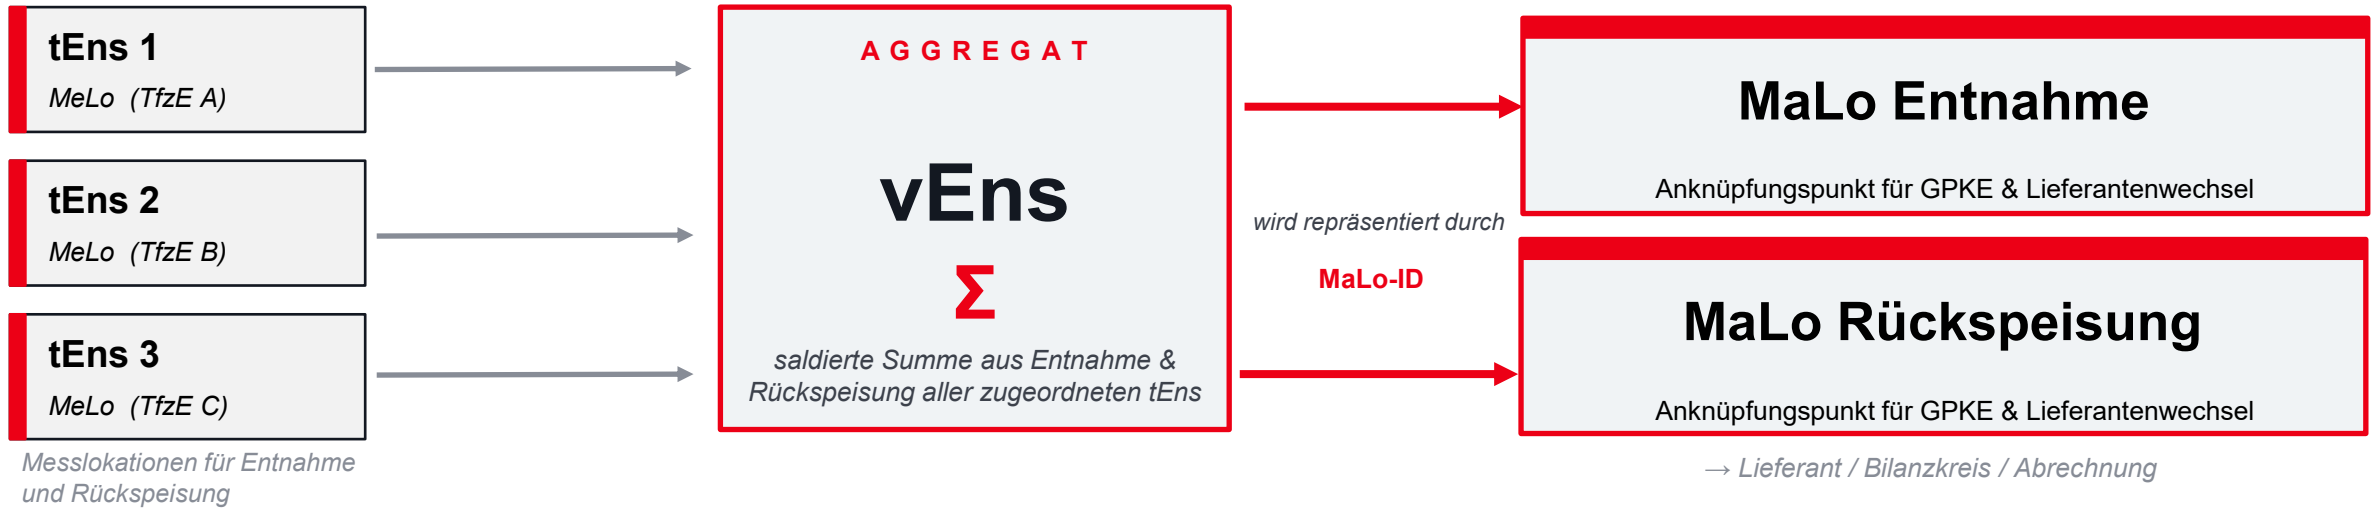 tEns 1
MeLo (TfzE A)
tEns 2
MeLo (TfzE B)
tEns 3
MeLo (TfzE C)
Messlokationen für Entnahme
und Rückspeisung
AGGREGAT
vEns
Σ
saldierte Summe aus Entnahme &
Rückspeisung aller zugeordneten tEns
wird repräsentiert durch
MaLo-ID
MaLo Entnahme
Anknüpfungspunkt für GPKE & Lieferantenwechsel
MaLo Rückspeisung
Anknüpfungspunkt für GPKE & Lieferantenwechsel
→ Lieferant / Bilanzkreis / Abrechnung